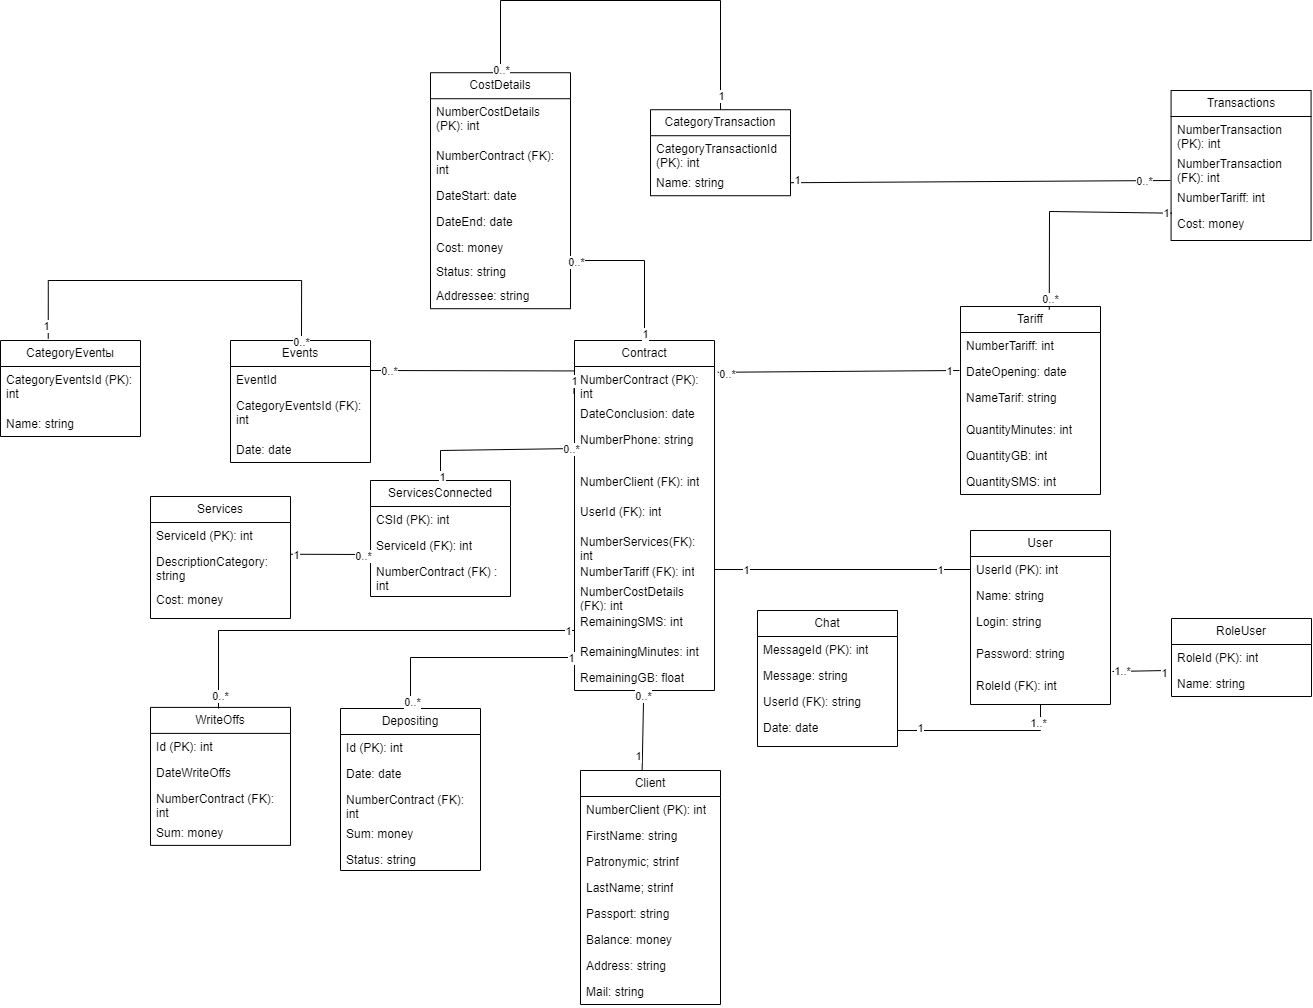 0..*
CostDetails
NumberCostDetails
(PK): int
NumberContract (FK):
int
DateStart: date
DateEnd: date
Cost: money
Status: string
Addressee: string
0..*
1
1
CategoryTransaction
CategoryTransactionId
(PK): int
Name: string
1
0..*
Transactions
NumberTransaction
(PK): int
NumberTransaction
(FK): int
NumberTariff: int
Cost: money
1
0..*
Tariff
NumberTariff: int
DateOpening: date
NameTarif: string
QuantityMinutes: int
QuantityGB: int
QuantitySMS: int
1
0..*
1
CategoryEventы
CategoryEventsId (PK):
int
Name: string
0..*
Events
EventId
CategoryEventsId (FK):
int
Date: date
0..*
1
Contract
NumberContract (PK):
int
DateConclusion: date
NumberPhone: string
NumberClient (FK): int
UserId (FK): int
NumberServices(FK):
int
NumberTariff (FK): int
NumberCostDetails
(FK): int
RemainingSMS: int
RemainingMinutes: int
RemainingGB: float
0..*
1
ServicesConnected
CSId (PK): int
ServiceId (FK): int
NumberContract (FK) :
int
Services
ServiceId (PK): int
DescriptionCategory:
string
Cost: money
1
0..*
1
1
User
UserId (PK): int
Name: string
Login: string
Password: string
RoleId (FK): int
1..*
1
RoleUser
RoleId (PK): int
Name: string
Chat
MessageId (PK): int
Message: string
UserId (FK): string
Date: date
1
1..*
1
0..*
WriteOffs
Id (PK): int
DateWriteOffs
NumberContract (FK):
int
Sum: money
1
0..*
Depositing
Id (PK): int
Date: date
NumberContract (FK):
int
Sum: money
Status: string
0..*
1
Client
NumberClient (PK): int
FirstName: string
Patronymic; strinf
LastName; strinf
Passport: string
Balance: money
Address: string
Mail: string